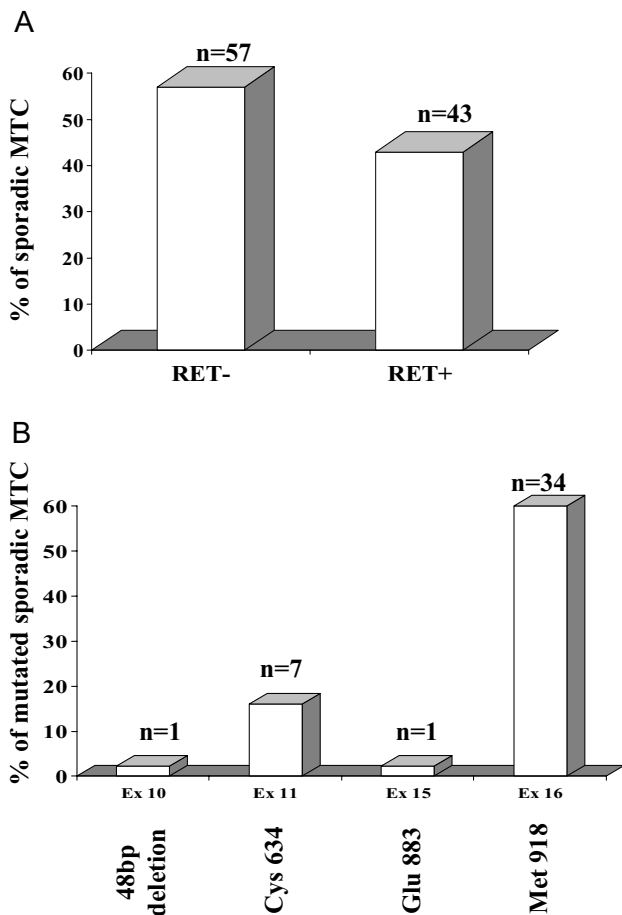 A
n=57
n=43
% of sporadic MTC
60
50
40
30
20
10
0
RET-
RET+
B
n=34
n=7
n=1
n=1
% of mutated sporadic MTC
60
50
40
30
20
10
0
Ex 10
Ex 11
Ex 15
Ex 16
48bp
deletion
Cys 634
Glu 883
Met 918